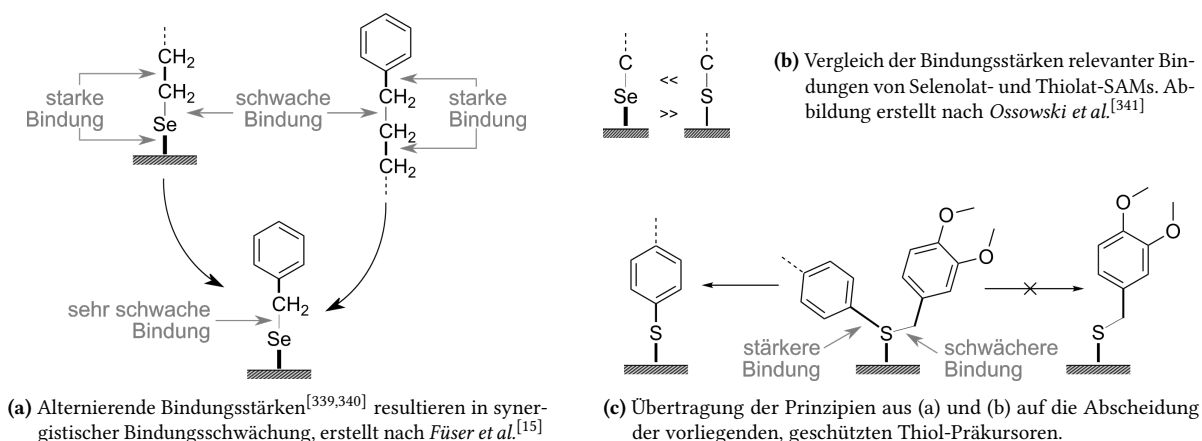 CH2
CH2
Se
starke
Bindung
schwache
Bindung
CH2
CH2
CH2
starke
Bindung
CH2
Se
sehr schwache
Bindung
(a) Alternierende Bindungsstärken[339,340] resultieren in syner-
gistischer Bindungsschwächung, erstellt nach Füser et al.[15]
C
Se
<<
>>
C
S
(b) Vergleich der Bindungsstärken relevanter Bin-
dungen von Selenolat- und Thiolat-SAMs. Ab-
bildung erstellt nach Ossowski et al.[341]
S
O
O
S
stärkere
Bindung
schwächere
Bindung
O
O
S
(c) Übertragung der Prinzipien aus (a) und (b) auf die Abscheidung
der vorliegenden, geschützten Thiol-Präkursoren.